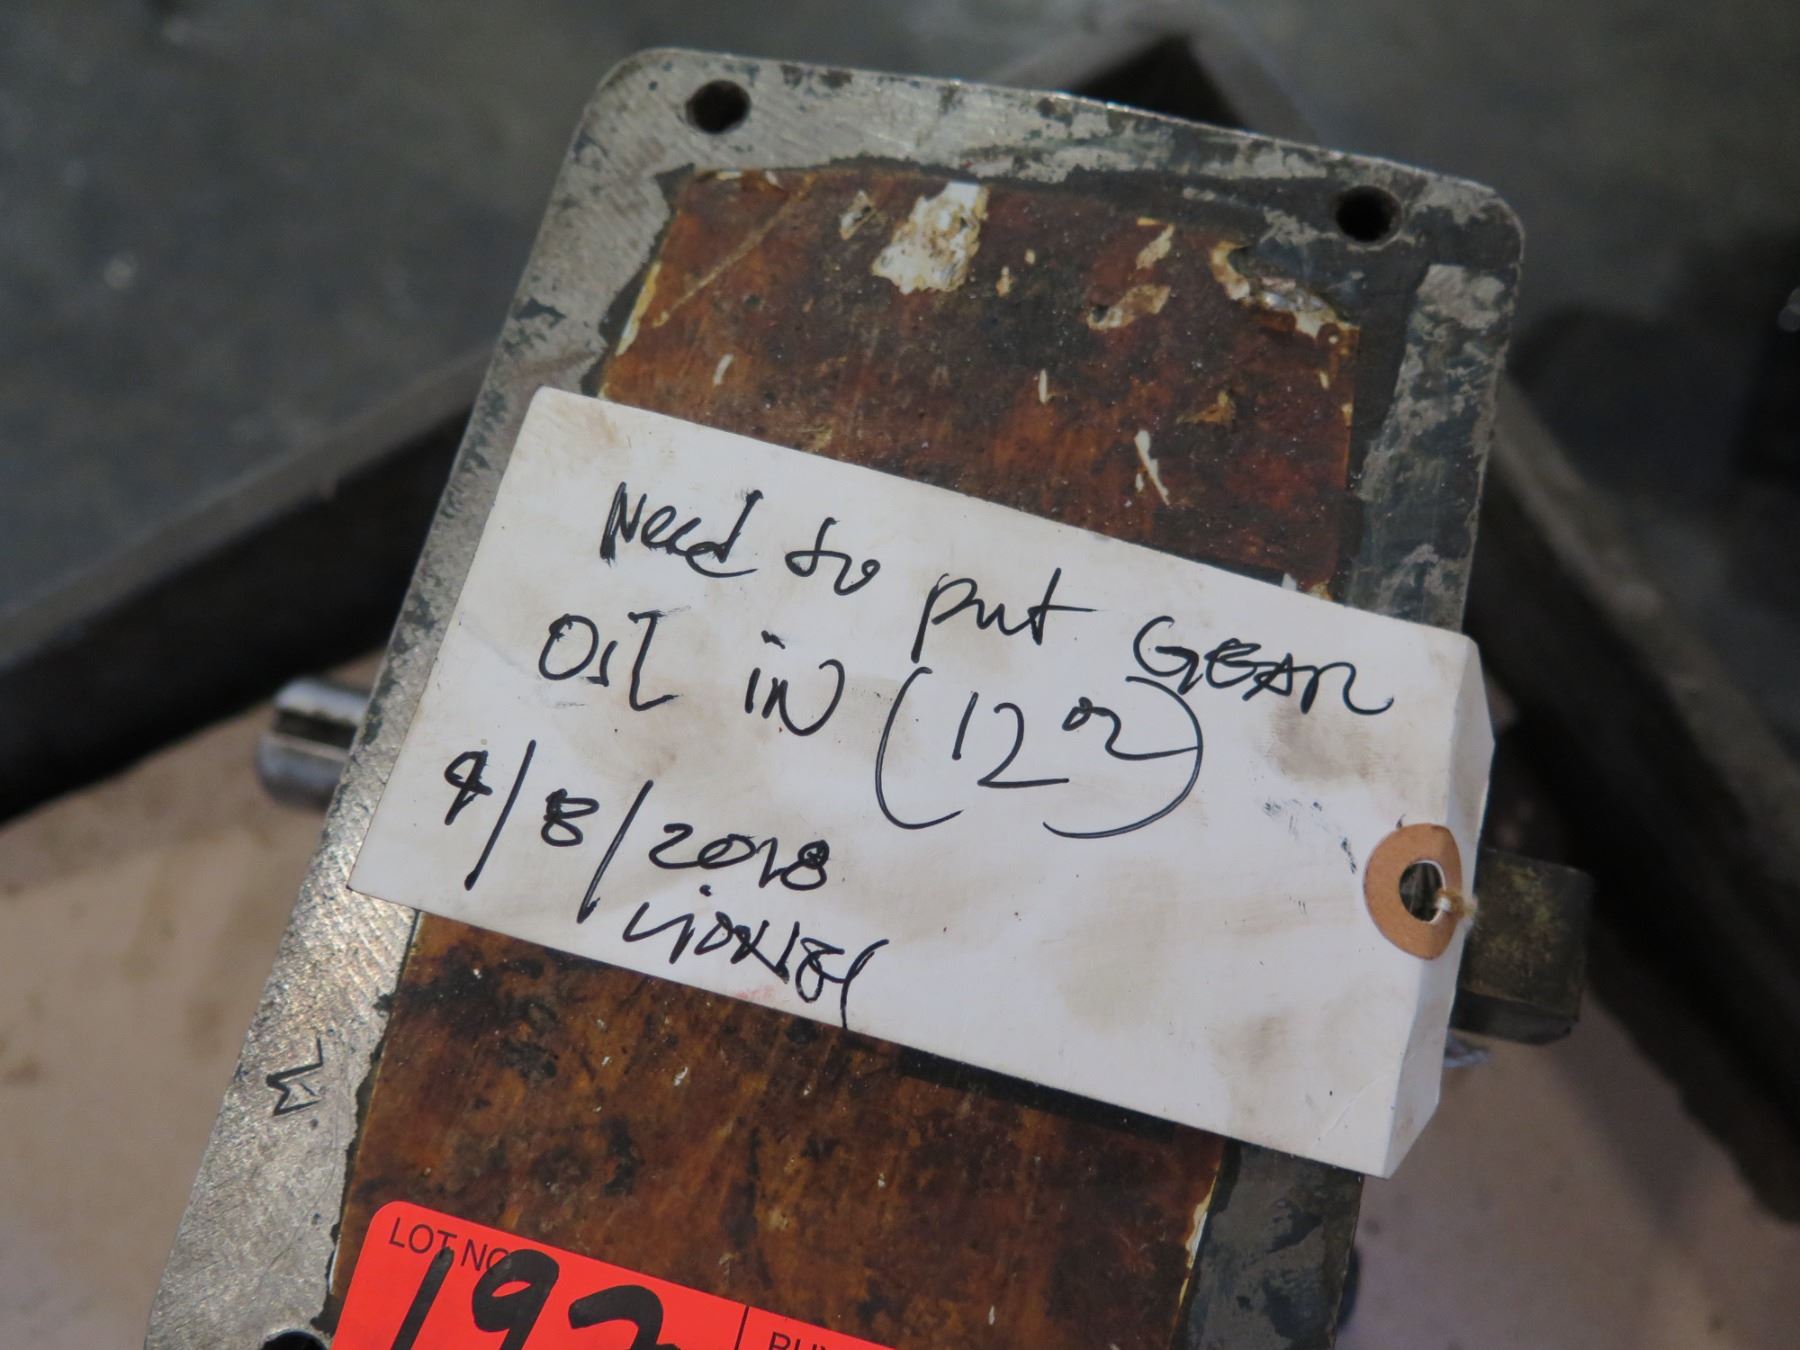 Need to put GEAR
OIL in (12 oz)
4/8/2018
LiONEL
M
LOT NO
192